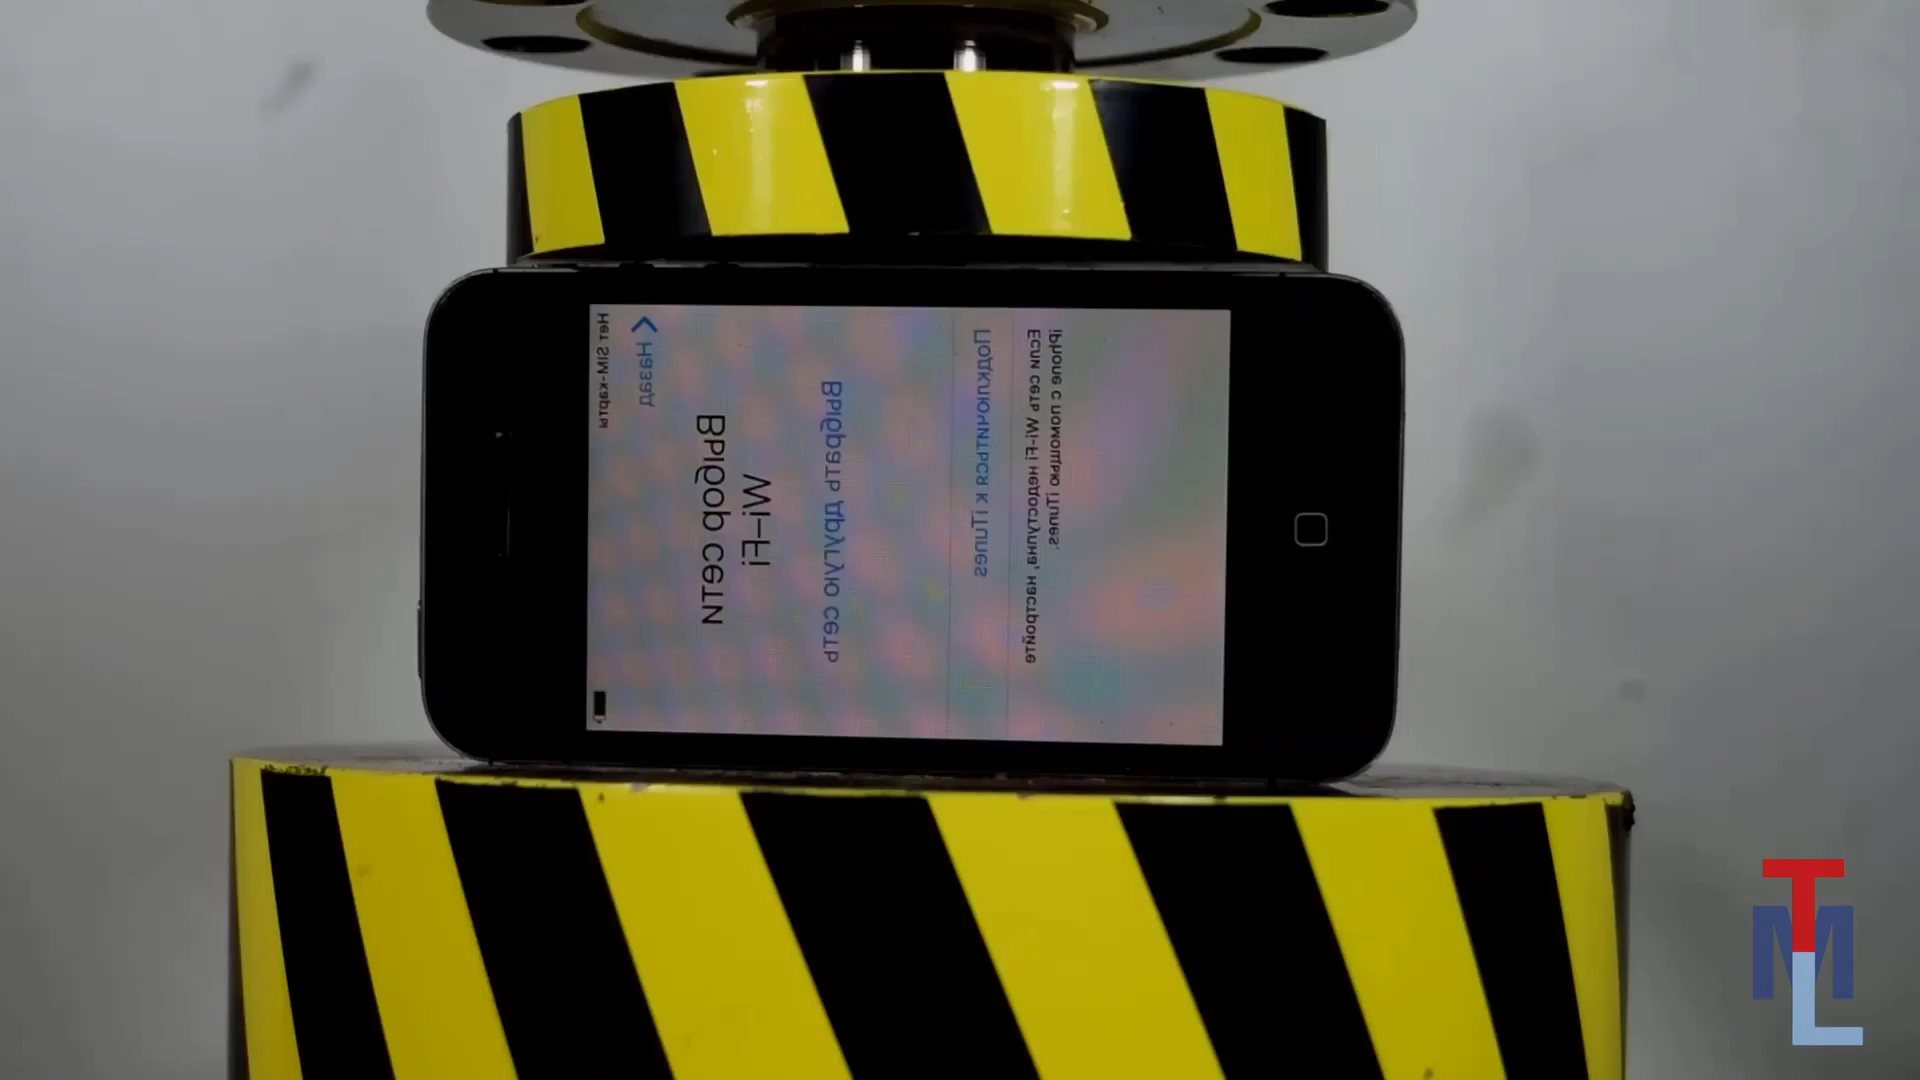 Нет SIM-карты
Назад
Выбор сети
Wi-Fi
Выбрать другую сеть
Подключиться к iTunes
Если сеть Wi-Fi недоступна, настройте
iPhone с помощью iTunes.
TML